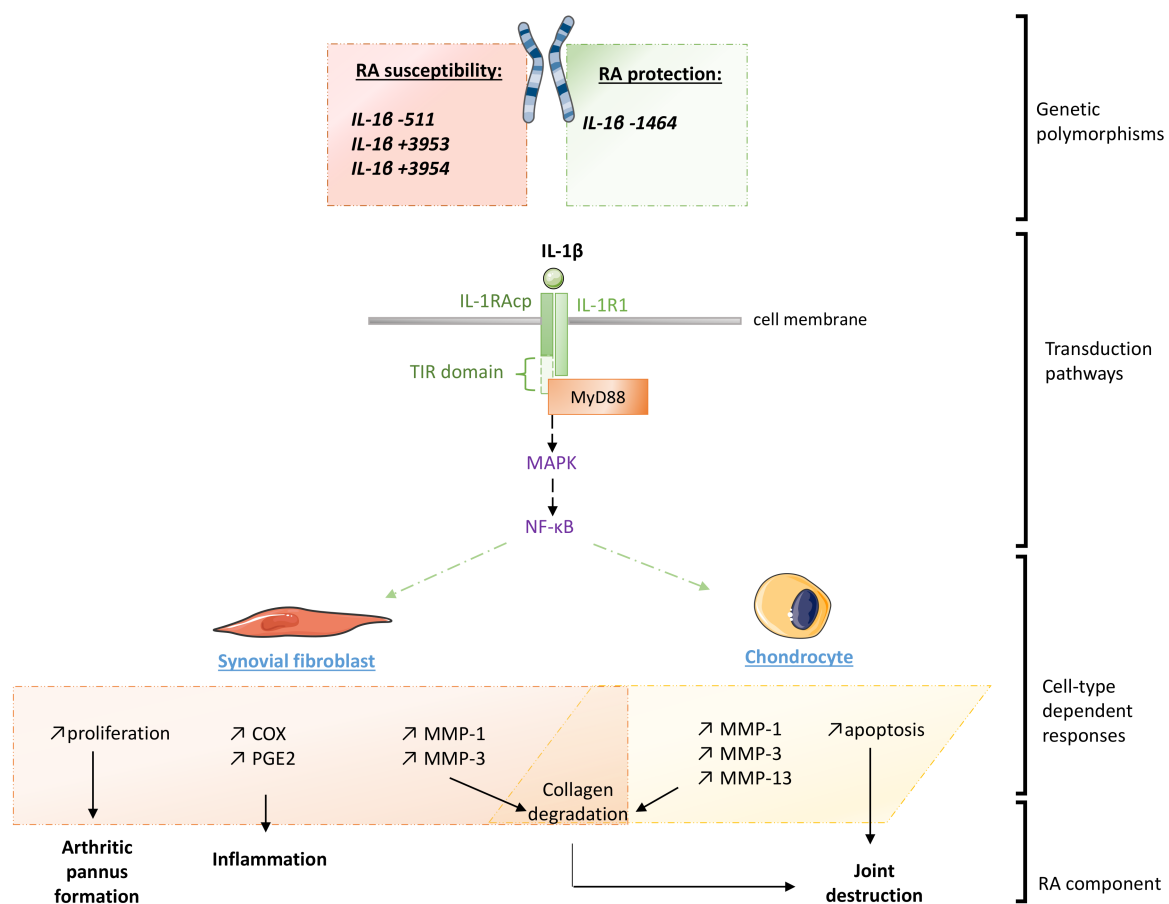 RA susceptibility:
IL-1β -511
IL-1β +3953
IL-1β +3954
RA protection:
IL-1β -1464
Genetic
polymorphisms
IL-1β
IL-1RAcp
IL-1R1
cell membrane
TIR domain
MyD88
MAPK
NF-κB
Transduction
pathways
Synovial fibroblast
Chondrocyte
↗proliferation
↗ COX
↗ PGE2
↗ MMP-1
↗ MMP-3
↗ MMP-1
↗ MMP-3
↗ MMP-13
↗apoptosis
Collagen
degradation
Cell-type
dependent
responses
Arthritic
pannus
formation
Inflammation
Joint
destruction
RA component